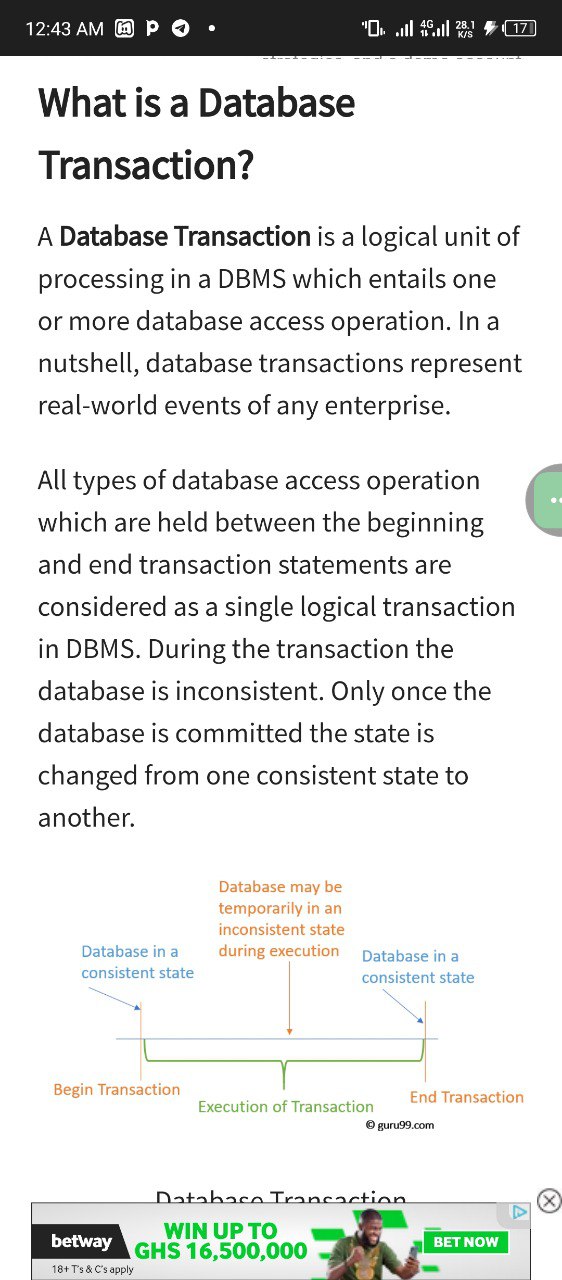 12:43 AM
4G
28.1
K/S
17
What is a Database
Transaction?
A Database Transaction is a logical unit of
processing in a DBMS which entails one
or more database access operation. In a
nutshell, database transactions represent
real-world events of any enterprise.
All types of database access operation
which are held between the beginning
and end transaction statements are
considered as a single logical transaction
in DBMS. During the transaction the
database is inconsistent. Only once the
database is committed the state is
changed from one consistent state to
another.
Database may be
temporarily in an
inconsistent state
during execution
Database in a
consistent state
Database in a
consistent state
Begin Transaction
Execution of Transaction
End Transaction
© guru99.com
Database Transaction
betway
18+ T's & C's apply
WIN UP TO
GHS 16,500,000
BET NOW